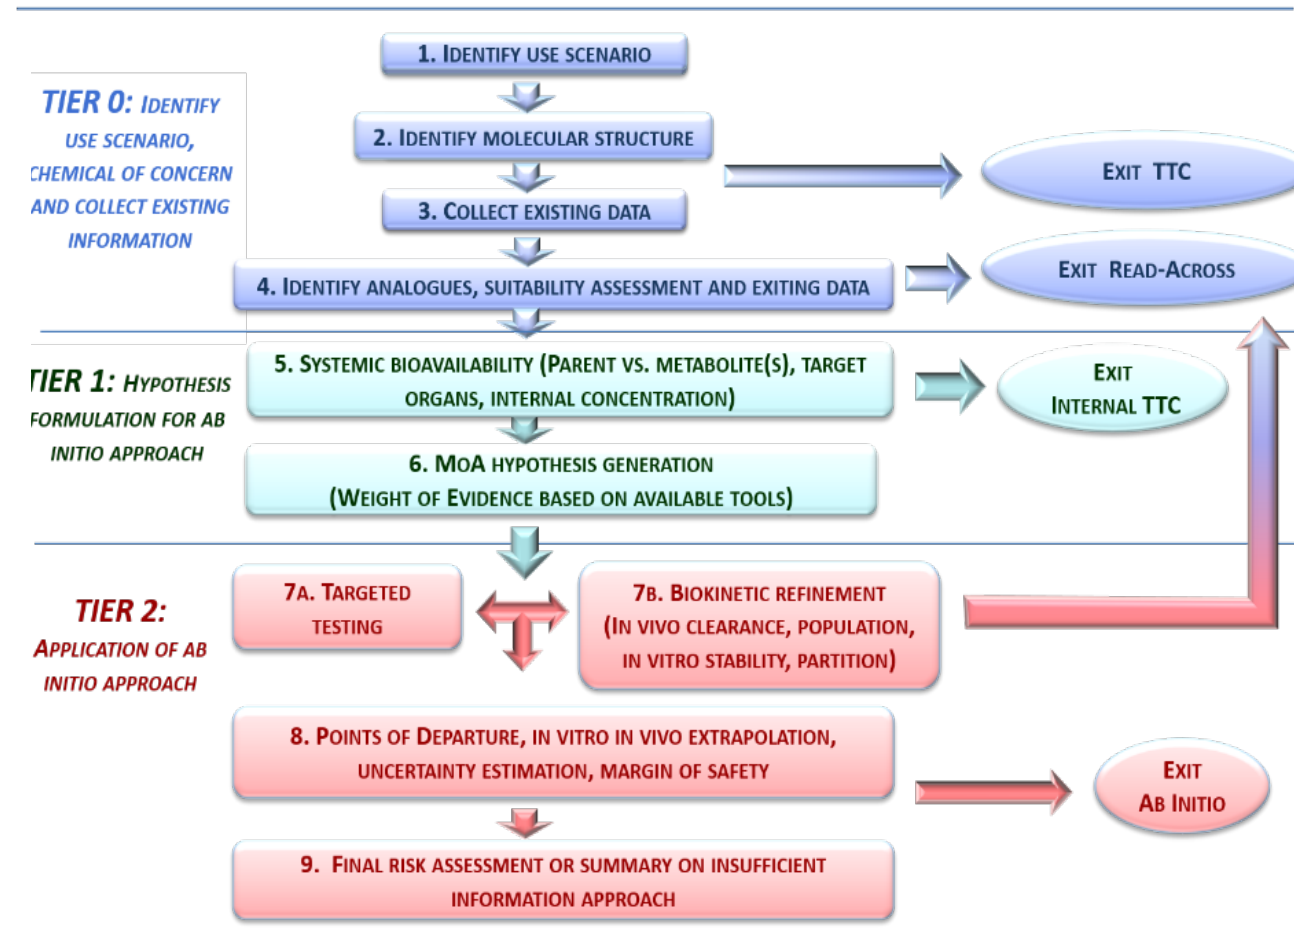 1. IDENTIFY USE SCENARIO
TIER 0: IDENTIFY
USE SCENARIO,
CHEMICAL OF CONCERN
AND COLLECT EXISTING
INFORMATION
2. IDENTIFY MOLECULAR STRUCTURE
EXIT TTC
3. COLLECT EXISTING DATA
EXIT READ-ACROSS
4. IDENTIFY ANALOGUES, SUITABILITY ASSESSMENT AND EXITING DATA
TIER 1: HYPOTHESIS
FORMULATION FOR AB
INITIO APPROACH
5. SYSTEMIC BIOAVAILABILITY (PARENT VS. METABOLITE(S), TARGET
ORGANS, INTERNAL CONCENTRATION)
EXIT
INTERNAL TTC
6. MOA HYPOTHESIS GENERATION
(WEIGHT OF EVIDENCE BASED ON AVAILABLE TOOLS)
TIER 2:
APPLICATION OF AB
INITIO APPROACH
7A. TARGETED
TESTING
7B. BIOKINETIC REFINEMENT
(IN VIVO CLEARANCE, POPULATION,
IN VITRO STABILITY, PARTITION)
8. POINTS OF DEPARTURE, IN VITRO IN VIVO EXTRAPOLATION,
UNCERTAINTY ESTIMATION, MARGIN OF SAFETY
EXIT
AB INITIO
9. FINAL RISK ASSESSMENT OR SUMMARY ON INSUFFICIENT
INFORMATION APPROACH